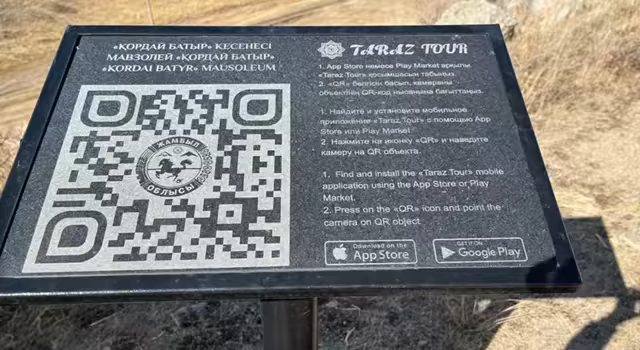 «ҚОРДАЙ БАТЫР» КЕСЕНЕСІ
МАВЗОЛЕЙ «ҚОРДАЙ БАТЫР»
«KORDAI BATYR» MAUSOLEUM
ЖАМБЫЛ
ОБЛЫСЫ
TARAZ TOUR
1. App Store немесе Play Market арқылы
«Taraz Tour» қосымшасын табыңыз.
2. «QR» белгісін басып, камераны
объектінің QR-код нысанына бағыттаңыз.
1. Найдите и установите мобильное
приложение «Taraz Tour» с помощью App
Store или Play Market.
2. Нажмите на иконку «QR» и наведите
камеру на QR объекта.
1. Find and install the «Taraz Tour» mobile
application using the App Store or Play
Market.
2. Press on the «QR» icon and point the
camera on QR object.
Download on the
App Store
GET IT ON
Google Play